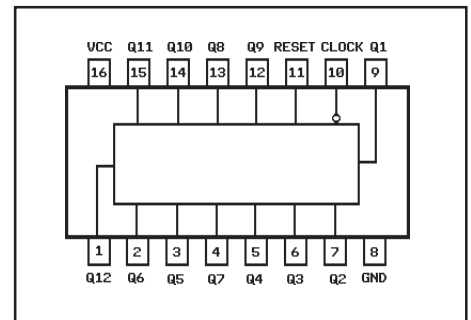 VCC Q11 Q10 Q8 Q9 RESET CLOCK Q1
16 15 14 13 12 11 10 9
1 2 3 4 5 6 7 8
Q12 Q6 Q5 Q7 Q4 Q3 Q2 GND